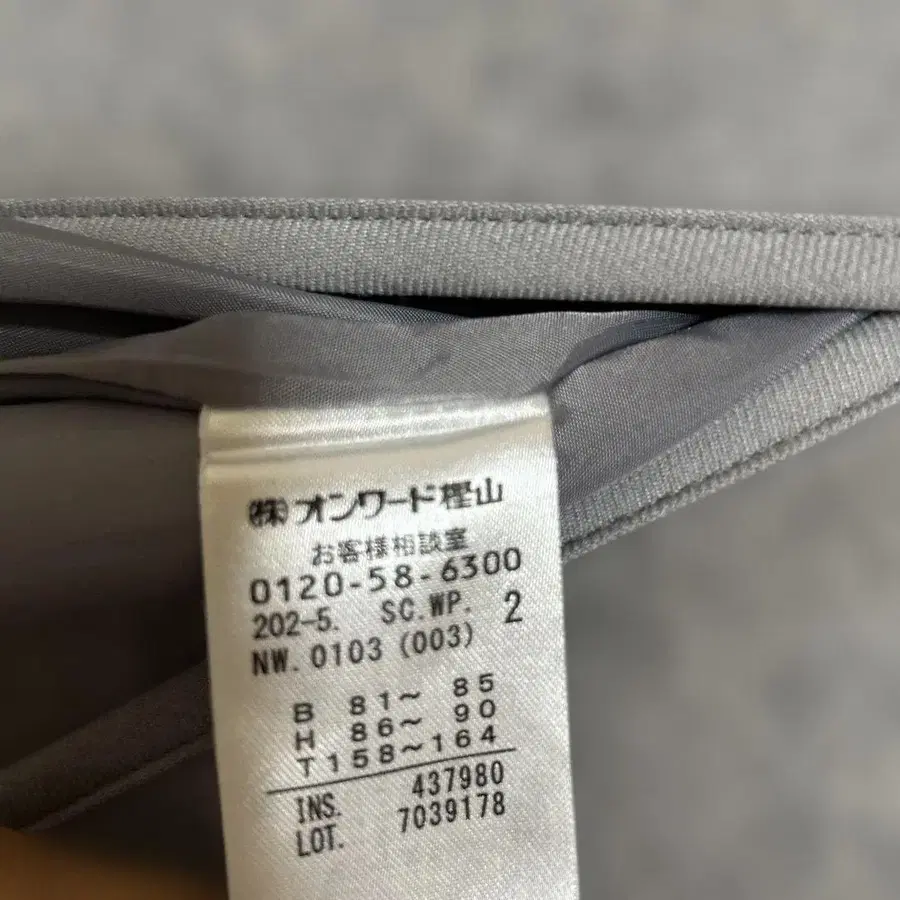 ㈱オンワード樫山
お客様相談室
0120-58-6300
202-5. SC.WP. 2
NW. 0103 (003)
B 81～ 85
H 86～ 90
T158～164
INS. 437980
LOT. 7039178